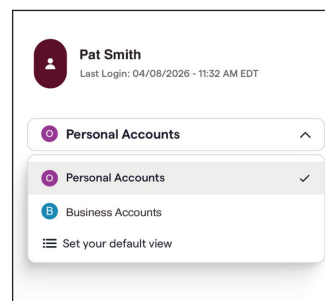 Pat Smith
Last Login: 04/08/2026 - 11:32 AM EDT
O Personal Accounts
O Personal Accounts
B Business Accounts
Set your default view